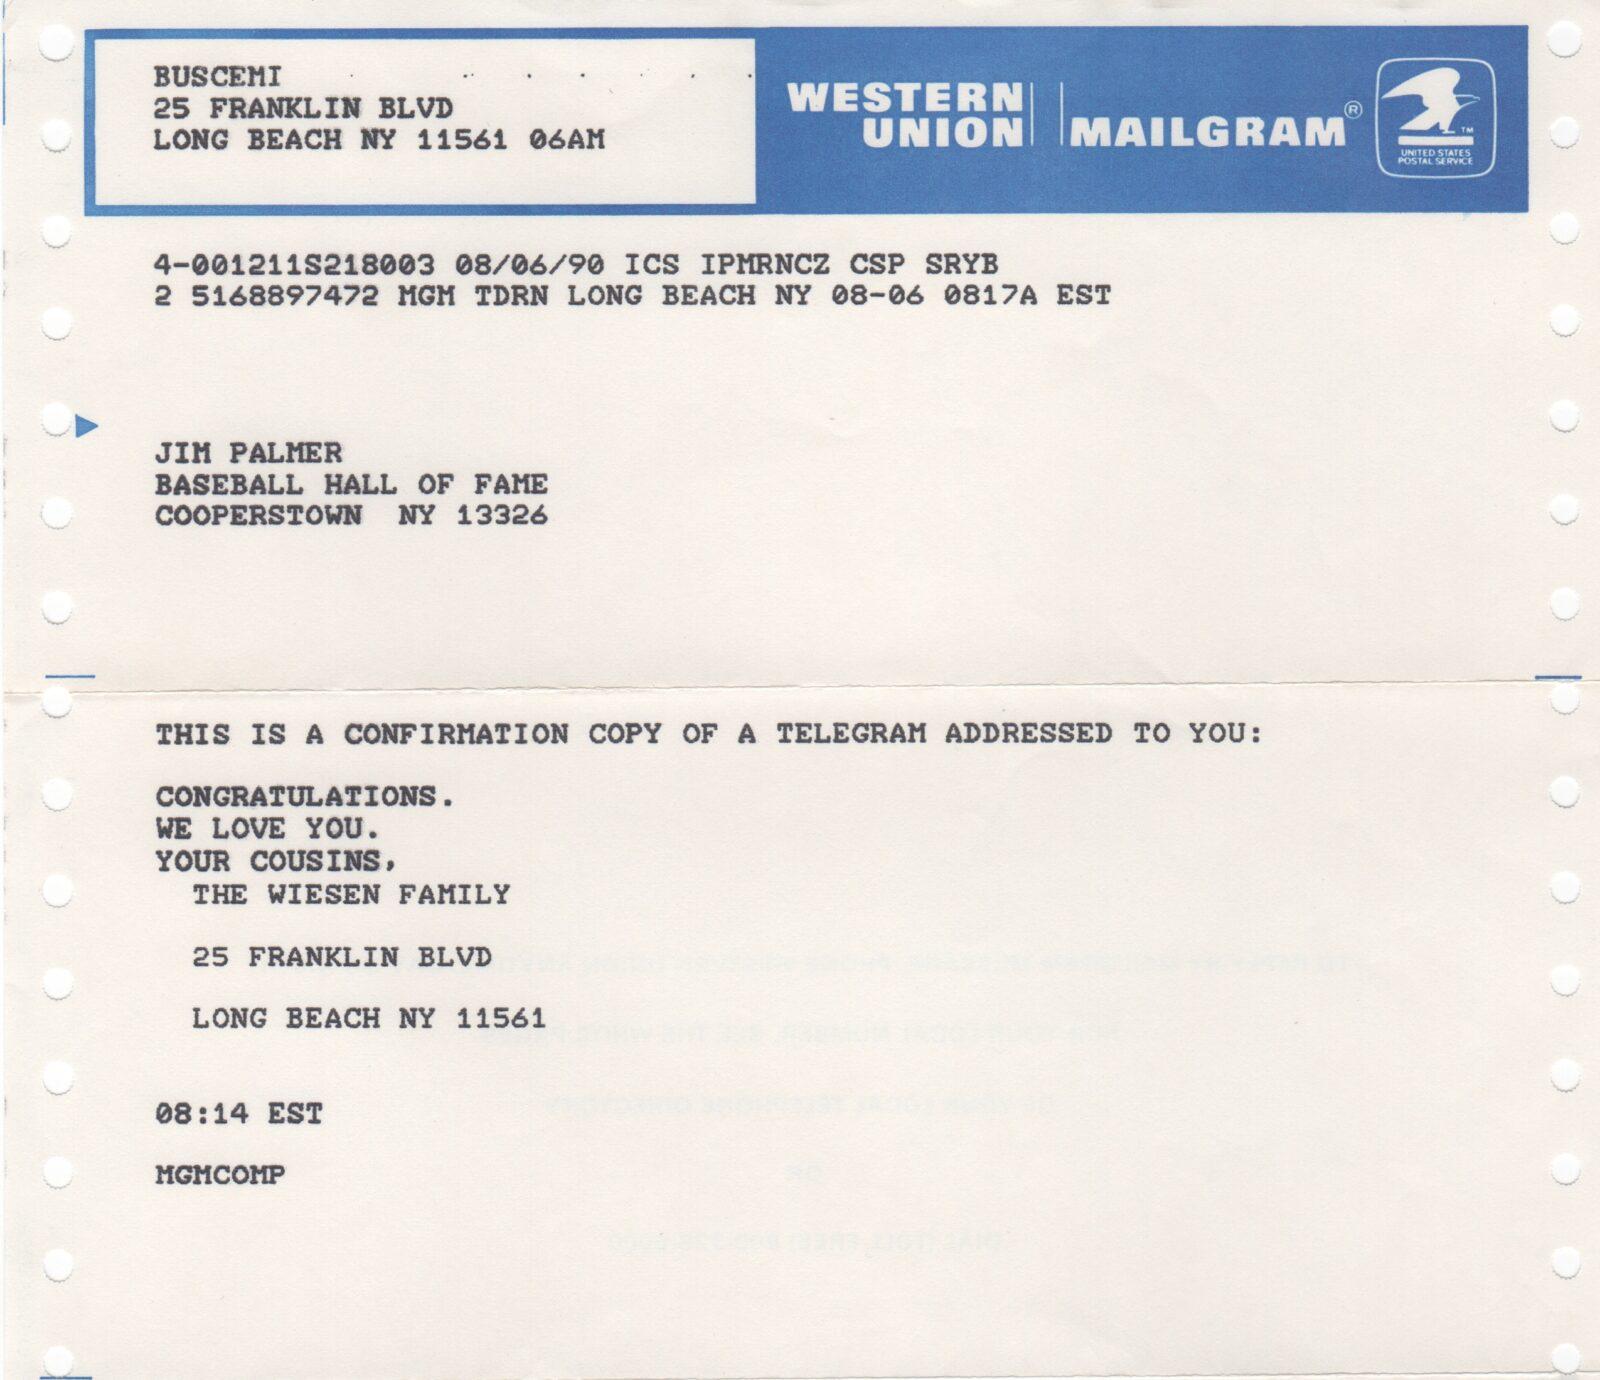 BUSCEMI
25 FRANKLIN BLVD
LONG BEACH NY 11561 06AM
WESTERN UNION
MAILGRAM®
TM
UNITED STATES
POSTAL SERVICE
4-001211S218003 08/06/90 ICS IPMRNCZ CSP SRYB
2 5168897472 MGM TDRN LONG BEACH NY 08-06 0817A EST
JIM PALMER
BASEBALL HALL OF FAME
COOPERSTOWN NY 13326
THIS IS A CONFIRMATION COPY OF A TELEGRAM ADDRESSED TO YOU:
CONGRATULATIONS.
WE LOVE YOU.
YOUR COUSINS,
THE WIESEN FAMILY
25 FRANKLIN BLVD
LONG BEACH NY 11561
08:14 EST
MGMCOMP